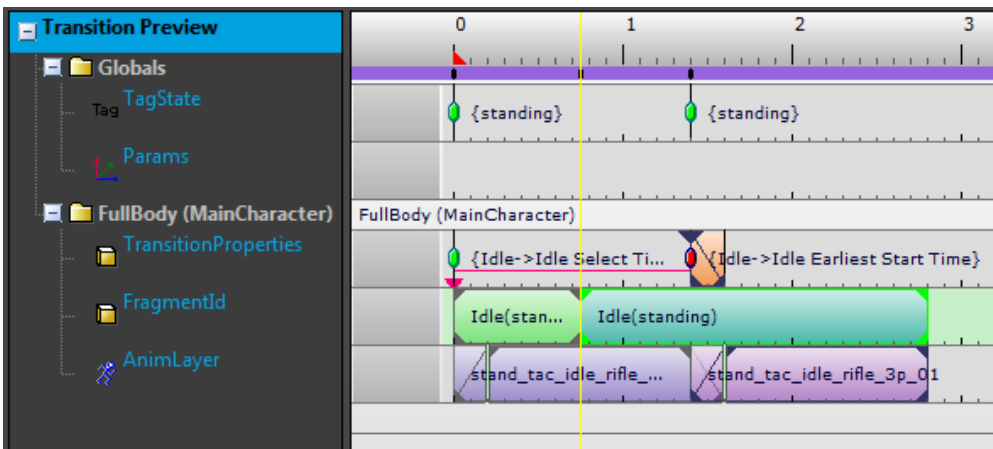 Transition Preview
0 1 2 3
Globals
Tag TagState
{standing} {standing}
Params
FullBody (MainCharacter)
FullBody (MainCharacter)
TransitionProperties
{Idle->Idle Select Ti... {Idle->Idle Earliest Start Time}
FragmentId
Idle(stan... Idle(standing)
AnimLayer
stand_tac_idle_rifle_... stand_tac_idle_rifle_3p_01